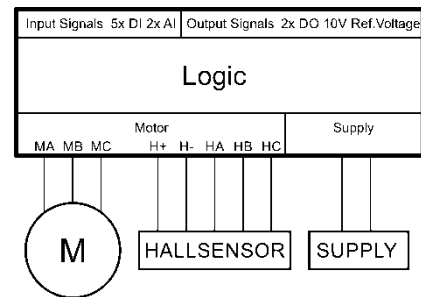 Input Signals 5x DI 2x AI Output Signals 2x DO 10V Ref.Voltage
Logic
Motor Supply
MA MB MC H+ H- HA HB HC
M HALLSENSOR SUPPLY